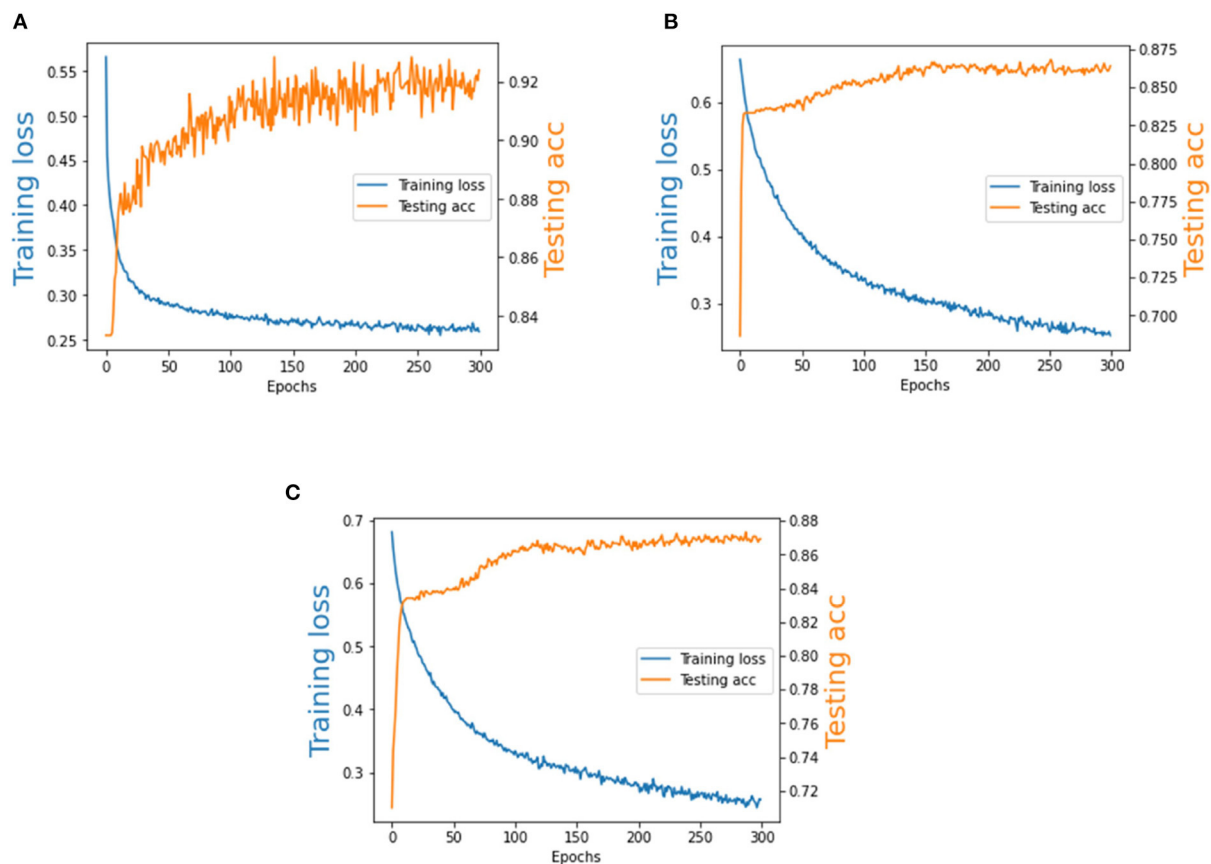 A
Training loss
0.55
0.50
0.45
0.40
0.35
0.30
0.25
Training loss
Testing acc
0.92
0.90
0.88
0.86
0.84
Testing acc
0 50 100 150 200 250 300
Epochs
B
Training loss
0.6
0.5
0.4
0.3
Training loss
Testing acc
0.875
0.850
0.825
0.800
0.775
0.750
0.725
0.700
Testing acc
0 50 100 150 200 250 300
Epochs
C
Training loss
0.7
0.6
0.5
0.4
0.3
Training loss
Testing acc
0.88
0.86
0.84
0.82
0.80
0.78
0.76
0.74
0.72
Testing acc
0 50 100 150 200 250 300
Epochs